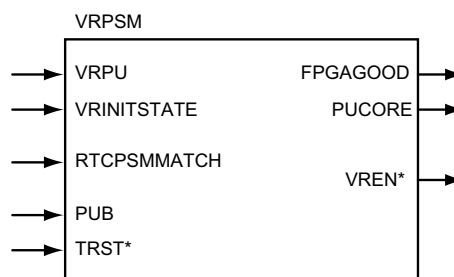 VRPSM
VRPU FPGAGOOD
VRINITSTATE PUCORE
RTCPSMMATCH
VREN*
PUB
TRST*